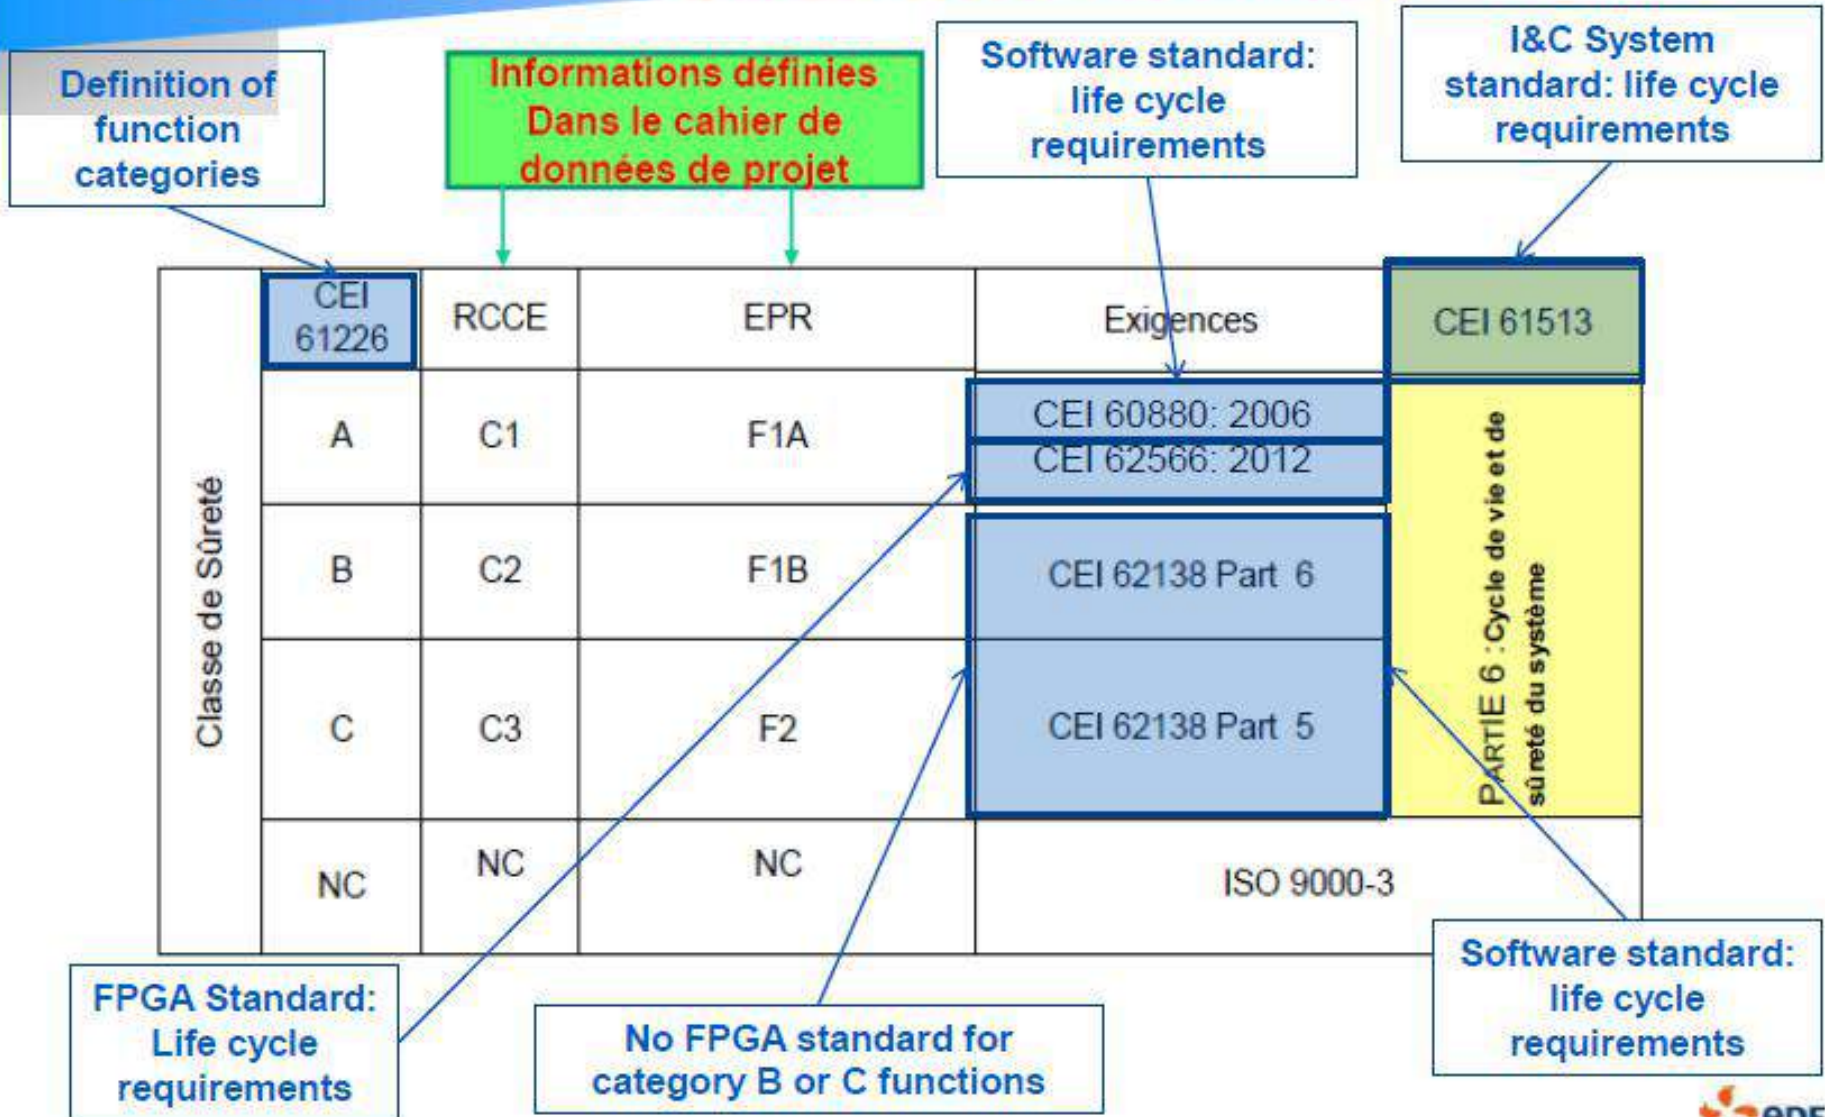 Definition of
function
categories
Informations définies
Dans le cahier de
données de projet
Software standard:
life cycle
requirements
I&C System
standard: life cycle
requirements
Classe de Sûreté
CEI
61226
RCCE
EPR
Exigences
CEI 61513
A
C1
F1A
CEI 60880: 2006
CEI 62566: 2012
B
C2
F1B
CEI 62138 Part 6
C
C3
F2
CEI 62138 Part 5
PARTIE 6 :Cycle de vie et de
sûreté du système
NC
NC
NC
ISO 9000-3
FPGA Standard:
Life cycle
requirements
No FPGA standard for
category B or C functions
Software standard:
life cycle
requirements
eDF